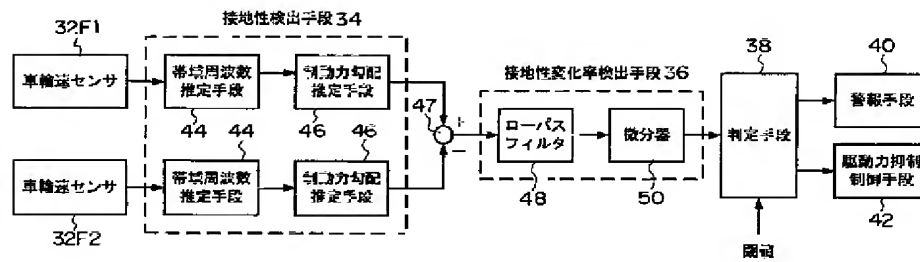 接地性検出手段34
32F1
車輪速センサ
帯域周波数
推定手段
制動力勾配
推定手段
44
46
47
+
−
車輪速センサ
32F2
44
帯域周波数
推定手段
46
制動力勾配
推定手段
接地性変化率検出手段36
ローパス
フィルタ
48
微分器
50
38
判定手段
閾値
40
警報手段
駆動力抑制
制御手段
42